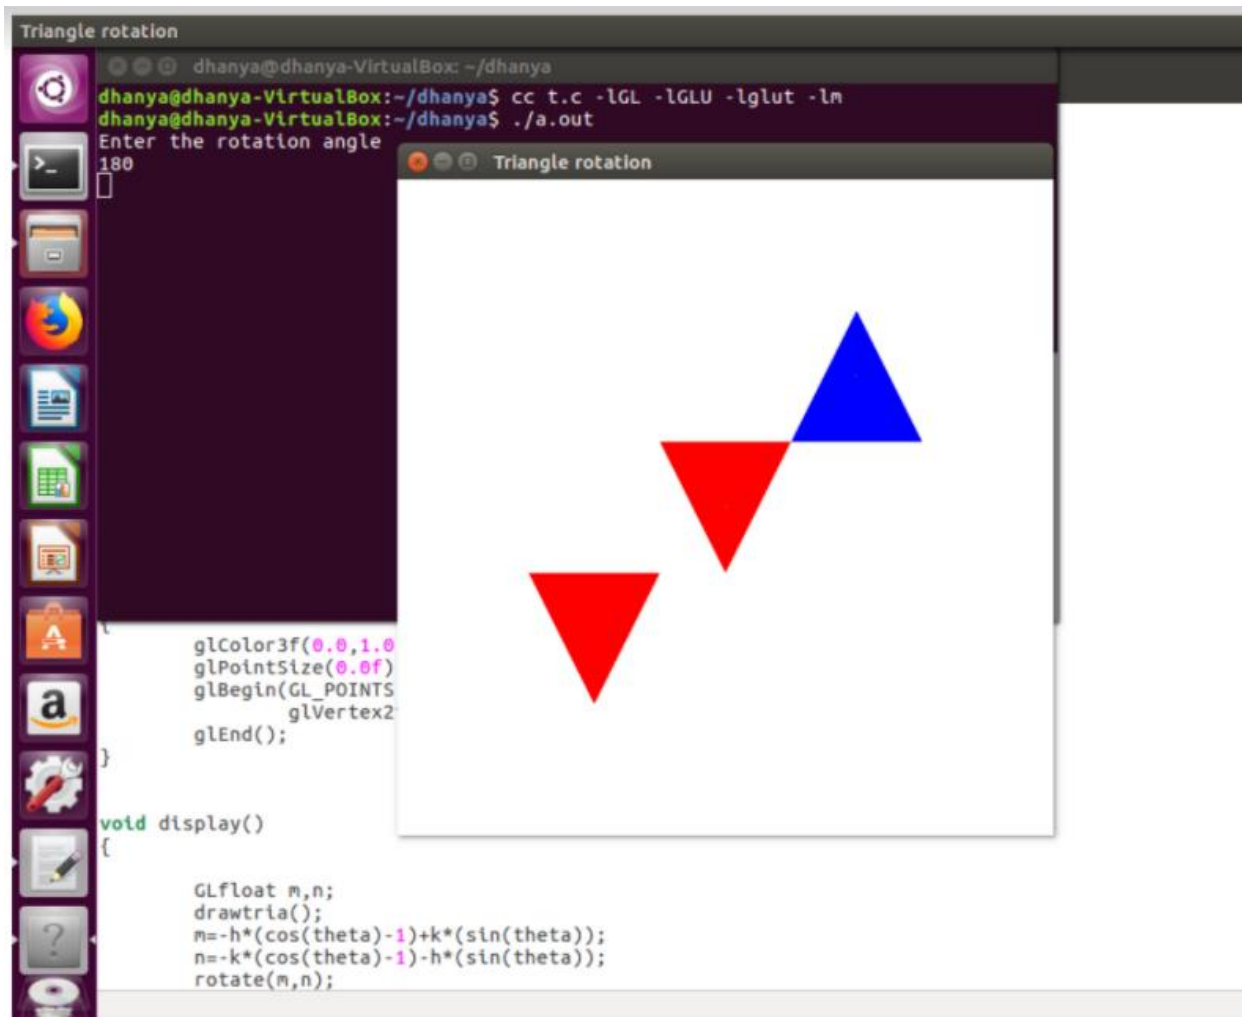 Triangle rotation
dhanya@dhanya-VirtualBox: ~/dhanya
dhanya@dhanya-VirtualBox:~/dhanya$ cc t.c -lGL -lGLU -lglut -lm
dhanya@dhanya-VirtualBox:~/dhanya$ ./a.out
Enter the rotation angle
180
Triangle rotation
{
glColor3f(0.0,1.0
glPointSize(0.0f)
glBegin(GL_POINTS
glVertex2
glEnd();
}
void display()
{
GLfloat m,n;
drawtria();
m=-h*(cos(theta)-1)+k*(sin(theta));
n=-k*(cos(theta)-1)-h*(sin(theta));
rotate(m,n);